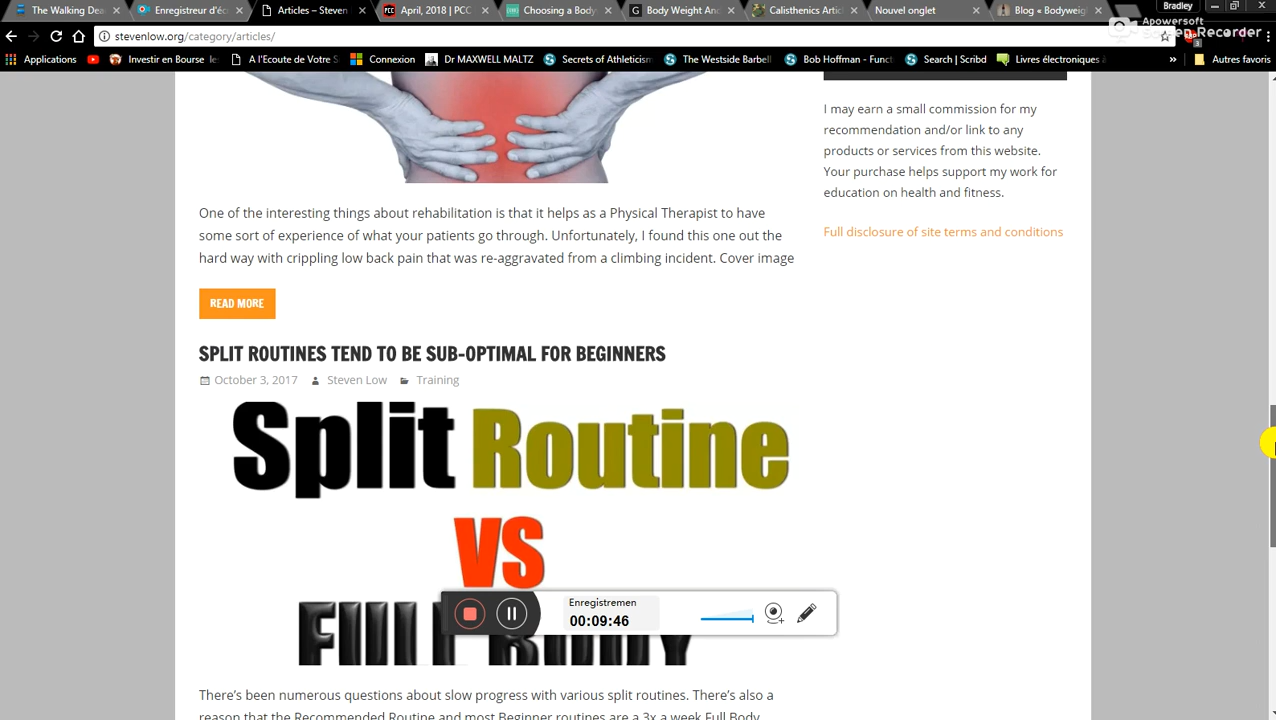 The Walking Dea
Enregistreur d'éc
Articles – Steven
April, 2018 | PCC
Choosing a Body
Body Weight And
Calisthenics Artic
Nouvel onglet
Blog « Bodyweig
Bradley
stevenlow.org/category/articles/
Apowersoft
Screen Recorder
Applications
Investir en Bourse
A l'Ecoute de Votre S
Connexion
Dr MAXWELL MALTZ
Secrets of Athleticism
The Westside Barbell
Bob Hoffman - Funct
Search | Scribd
Livres électroniques
»
Autres favoris
I may earn a small commission for my
recommendation and/or link to any
products or services from this website.
Your purchase helps support my work for
education on health and fitness.
Full disclosure of site terms and conditions
One of the interesting things about rehabilitation is that it helps as a Physical Therapist to have
some sort of experience of what your patients go through. Unfortunately, I found this one out the
hard way with crippling low back pain that was re-aggravated from a climbing incident. Cover image
READ MORE
SPLIT ROUTINES TEND TO BE SUB-OPTIMAL FOR BEGINNERS
October 3, 2017 Steven Low Training
Split Routine
VS
FULL BODY
Enregistremen
00:09:46
There's been numerous questions about slow progress with various split routines. There's also a
reason that the Recommended Routine and most Beginner routines are a 3x a week Full Body